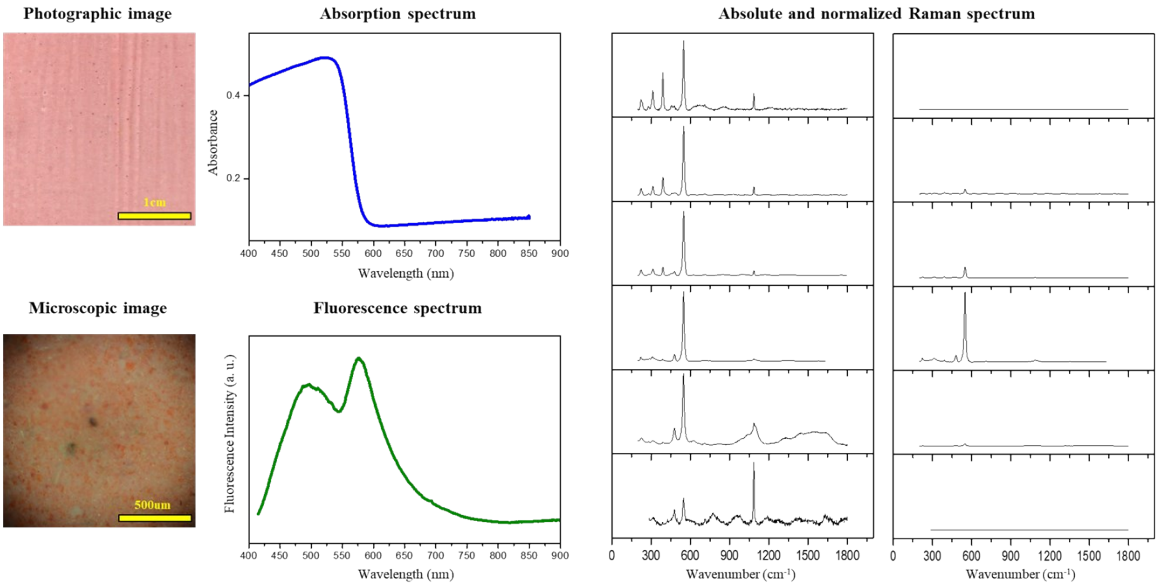 Photographic image
Absorption spectrum
Absolute and normalized Raman spectrum
1cm
Absorbance
0.4
0.2
400 450 500 550 600 650 700 750 800 850 900
Wavelength (nm)
Microscopic image
Fluorescence spectrum
500um
Fluorescence Intensity (a. u.)
400 450 500 550 600 650 700 750 800 850 900
Wavelength (nm)
300 600 900 1200 1500 1800
Wavenumber (cm-1)
300 600 900 1200 1500 1800
Wavenumber (cm-1)